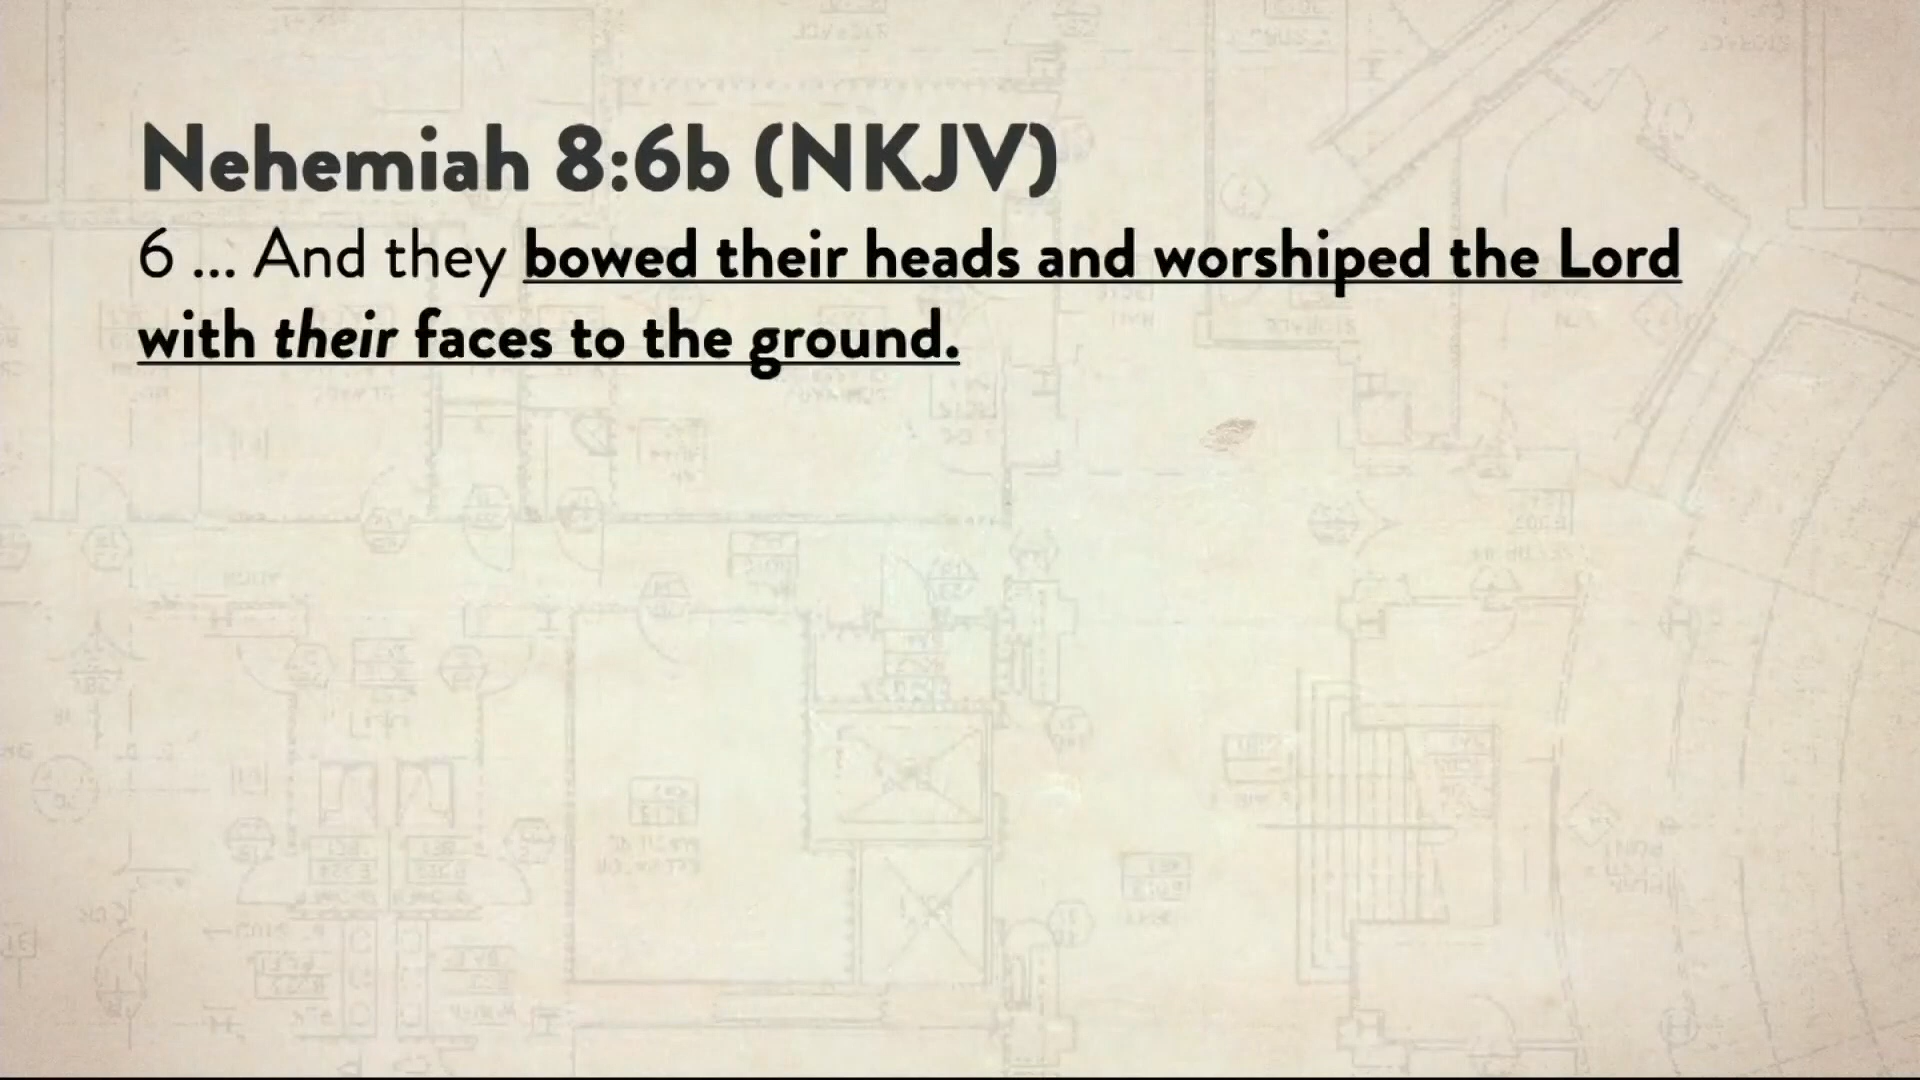 Nehemiah 8:6b (NKJV)
6 ... And they bowed their heads and worshiped the Lord
with their faces to the ground.